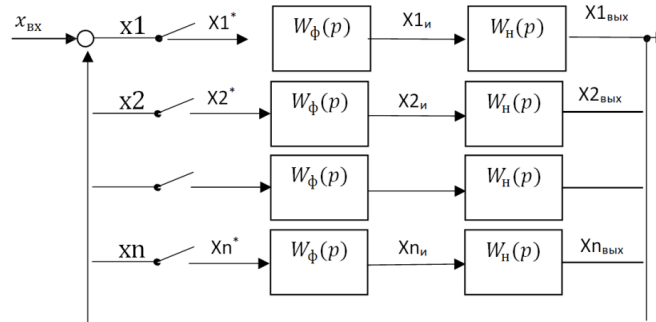 x_вх x1 X1* W_ф(p) X1_и W_н(p) X1_вых
x2 X2* W_ф(p) X2_и W_н(p) X2_вых
W_ф(p) W_н(p)
xn Xn* W_ф(p) Xn_и W_н(p) Xn_вых